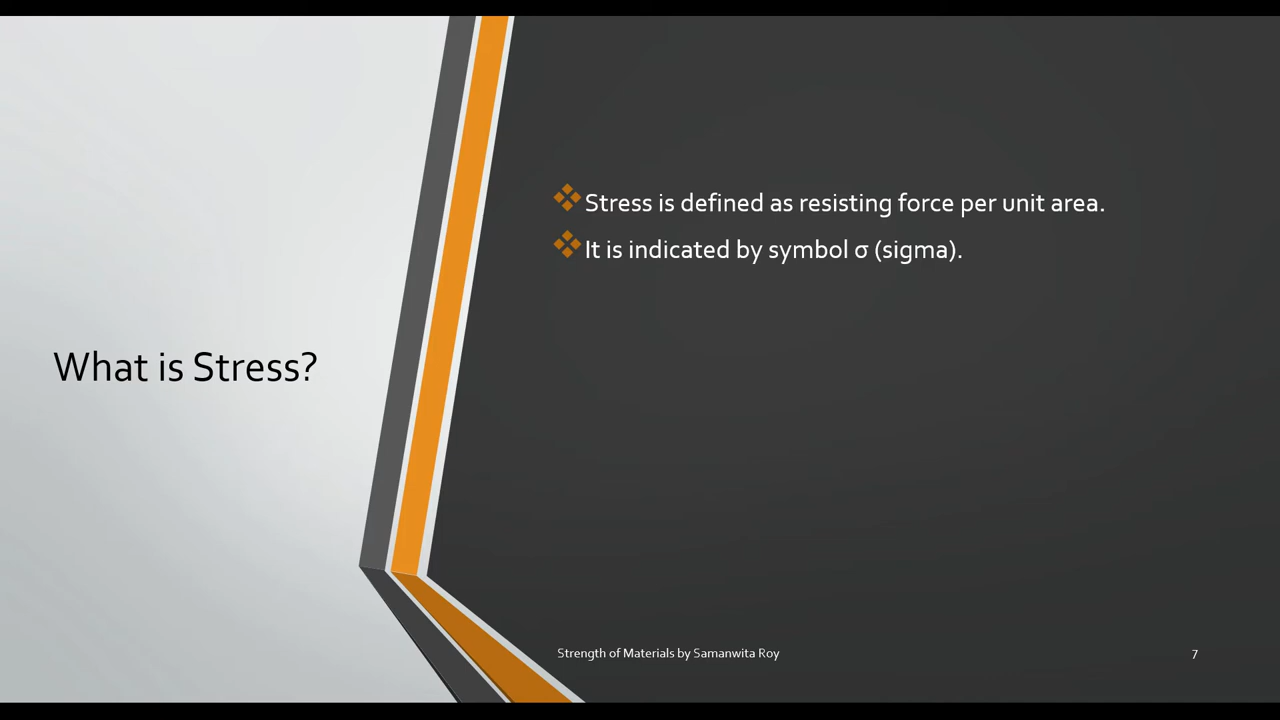 What is Stress?
Stress is defined as resisting force per unit area.
It is indicated by symbol σ (sigma).
Strength of Materials by Samanwita Roy
7